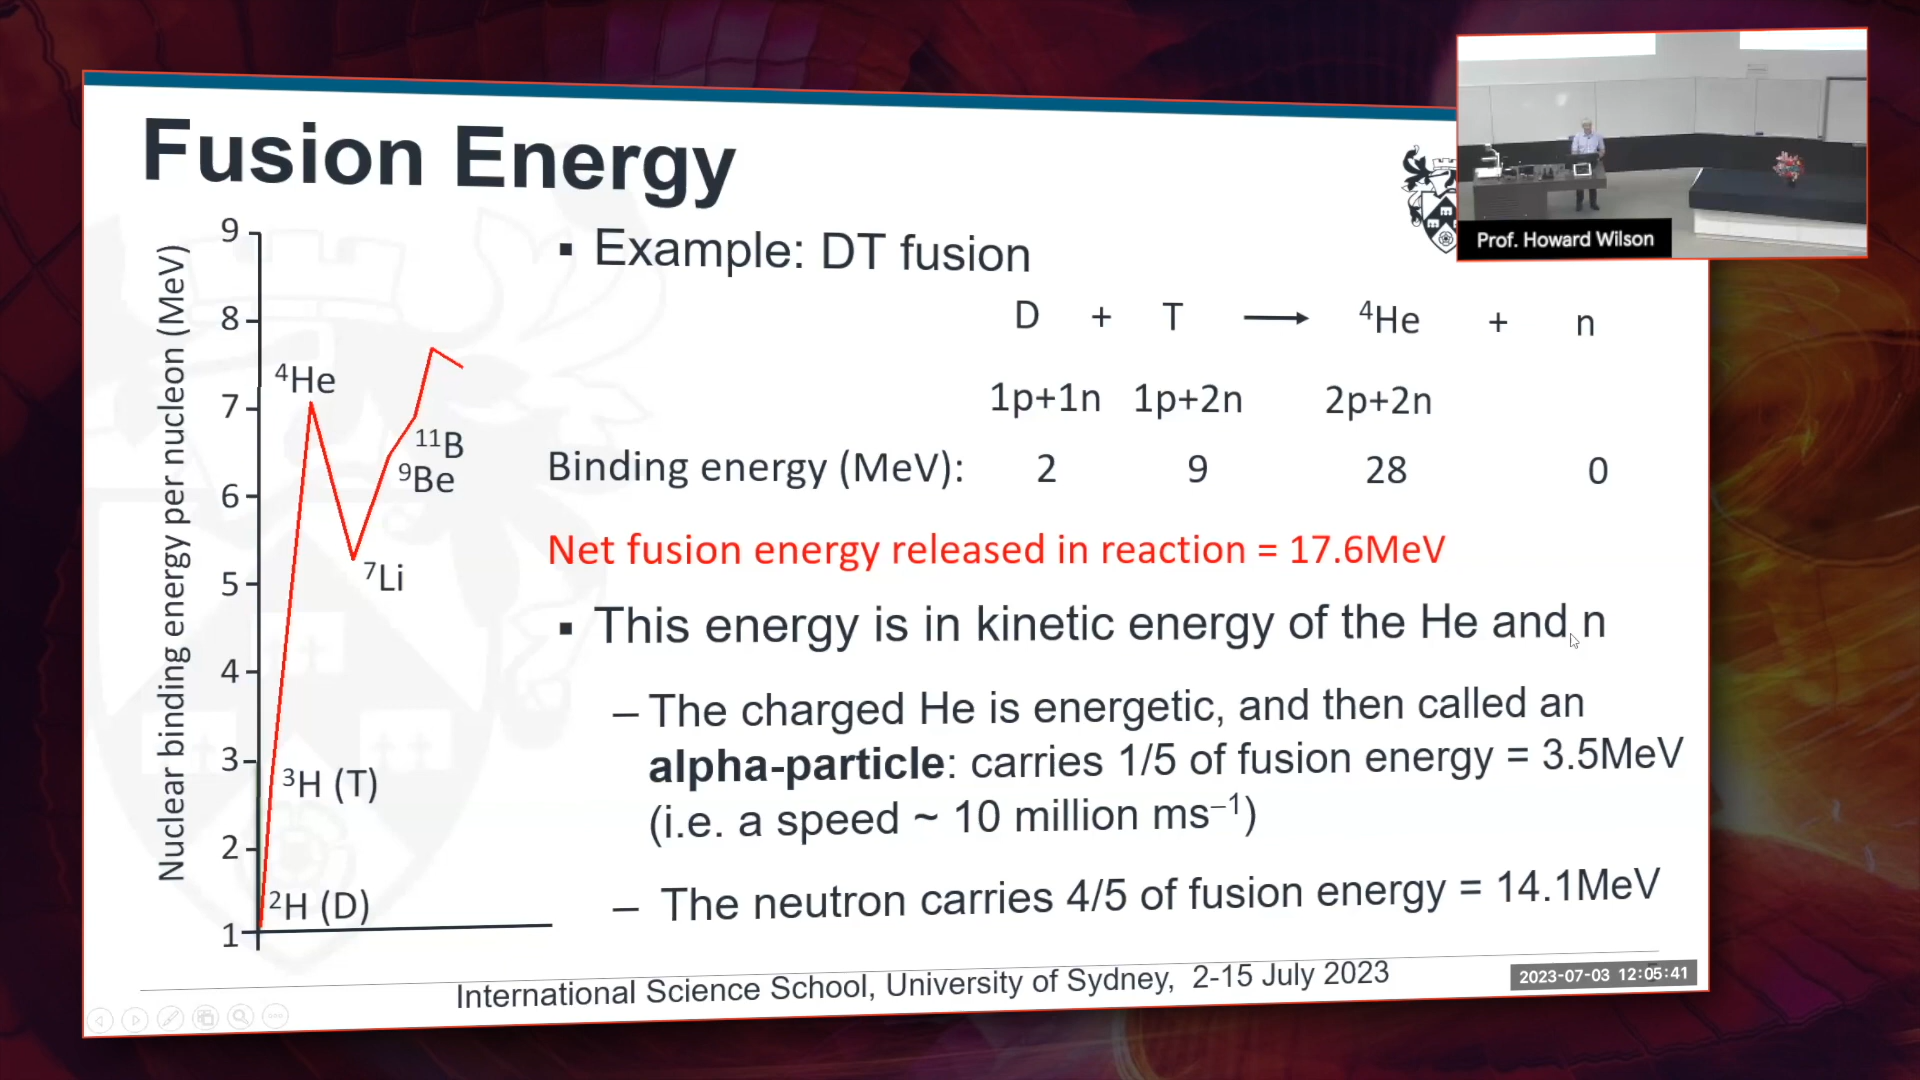 Fusion Energy
Prof. Howard Wilson
Nuclear binding energy per nucleon (MeV)
9
8
7
6
5
4
3
2
1
⁴He
¹¹B
⁹Be
⁷Li
³H (T)
²H (D)
▪ Example: DT fusion
D + T ⟶ ⁴He + n
1p+1n 1p+2n 2p+2n
Binding energy (MeV): 2 9 28 0
Net fusion energy released in reaction = 17.6MeV
▪ This energy is in kinetic energy of the He and n
– The charged He is energetic, and then called an
alpha-particle: carries 1/5 of fusion energy = 3.5MeV
(i.e. a speed ~ 10 million ms⁻¹)
– The neutron carries 4/5 of fusion energy = 14.1MeV
International Science School, University of Sydney, 2-15 July 2023
2023-07-03 12:05:41